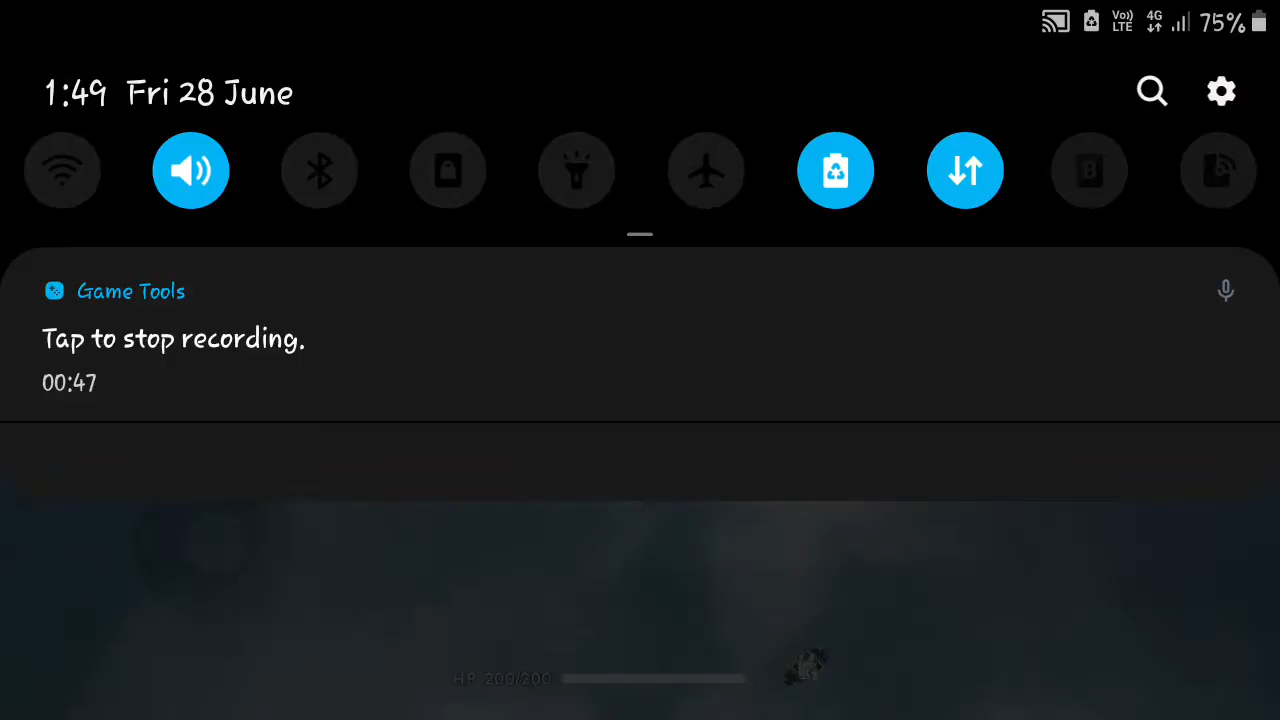 Vo)) 4G 75%
LTE
1:49 Fri 28 June
B
Game Tools
Tap to stop recording.
00:47
HP 200/200